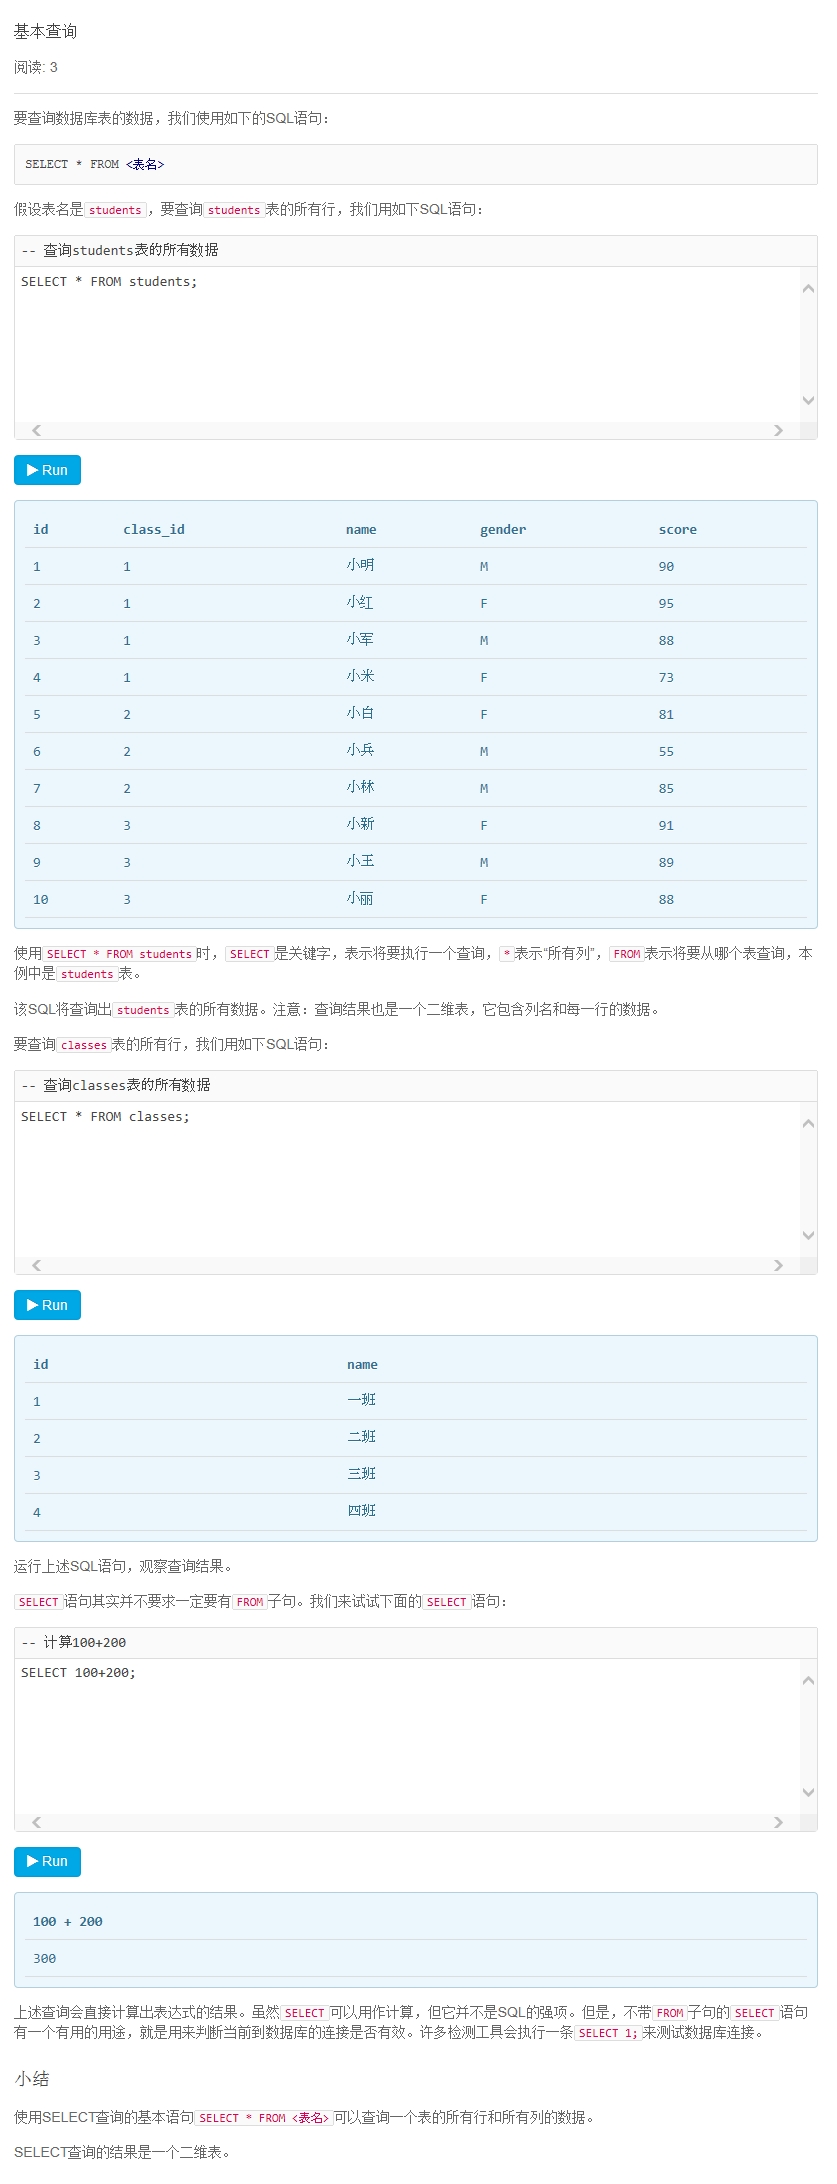 基本查询
阅读: 3
要查询数据库表的数据，我们使用如下的SQL语句：
SELECT * FROM <表名>
假设表名是students，要查询students表的所有行，我们用如下SQL语句：
-- 查询students表的所有数据
SELECT * FROM students;
Run
id class_id name gender score
1 1 小明 M 90
2 1 小红 F 95
3 1 小军 M 88
4 1 小米 F 73
5 2 小白 F 81
6 2 小兵 M 55
7 2 小林 M 85
8 3 小新 F 91
9 3 小王 M 89
10 3 小丽 F 88
使用SELECT * FROM students时，SELECT是关键字，表示将要执行一个查询，*表示“所有列”，FROM表示将要从哪个表查询，本
例中是students表。
该SQL将查询出students表的所有数据。注意：查询结果也是一个二维表，它包含列名和每一行的数据。
要查询classes表的所有行，我们用如下SQL语句：
-- 查询classes表的所有数据
SELECT * FROM classes;
Run
id name
1 一班
2 二班
3 三班
4 四班
运行上述SQL语句，观察查询结果。
SELECT语句其实并不要求一定要有FROM子句。我们来试试下面的SELECT语句：
-- 计算100+200
SELECT 100+200;
Run
100 + 200
300
上述查询会直接计算出表达式的结果。虽然SELECT可以用作计算，但它并不是SQL的强项。但是，不带FROM子句的SELECT语句
有一个有用的用途，就是用来判断当前到数据库的连接是否有效。许多检测工具会执行一条SELECT 1;来测试数据库连接。
小结
使用SELECT查询的基本语句SELECT * FROM <表名>可以查询一个表的所有行和所有列的数据。
SELECT查询的结果是一个二维表。